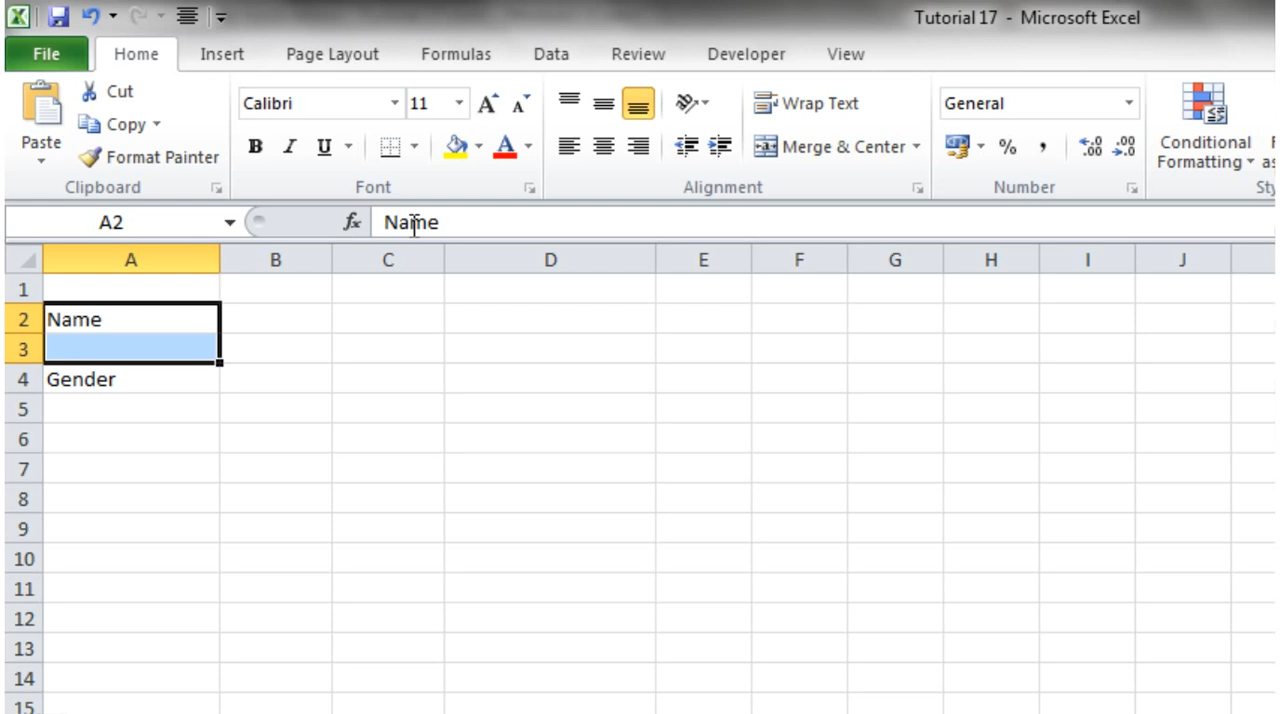 Tutorial 17 - Microsoft Excel
File Home Insert Page Layout Formulas Data Review Developer View
Paste
Cut
Copy
Format Painter
Clipboard
Calibri 11 A A
B I U A
Font
Wrap Text
Merge & Center
Alignment
General
% , .00 .00
Number
Conditional
Formatting
A2 fx Name
A B C D E F G H I J
1
2 Name
3
4 Gender
5
6
7
8
9
10
11
12
13
14
15